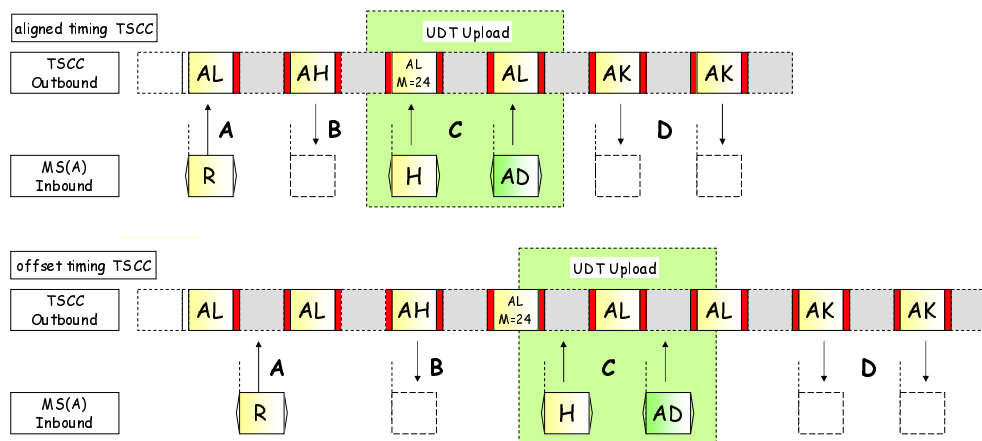 aligned timing TSCC
UDT Upload
TSCC
Outbound
AL
AH
AL
M=24
AL
AK
AK
A
B
C
D
MS(A)
Inbound
R
H
AD
offset timing TSCC
UDT Upload
TSCC
Outbound
AL
AL
AH
AL
M=24
AL
AL
AK
AK
A
B
C
D
MS(A)
Inbound
R
H
AD